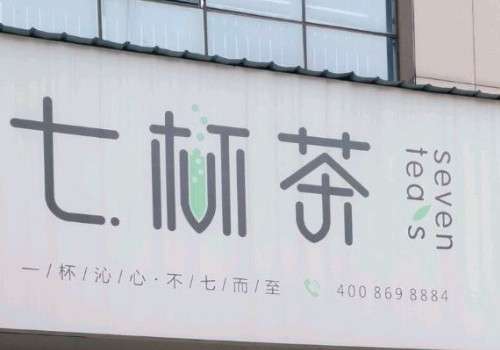 七.杯茶
seven
tea's
一/杯/沁/心·不/七/而/至
400 869 8884